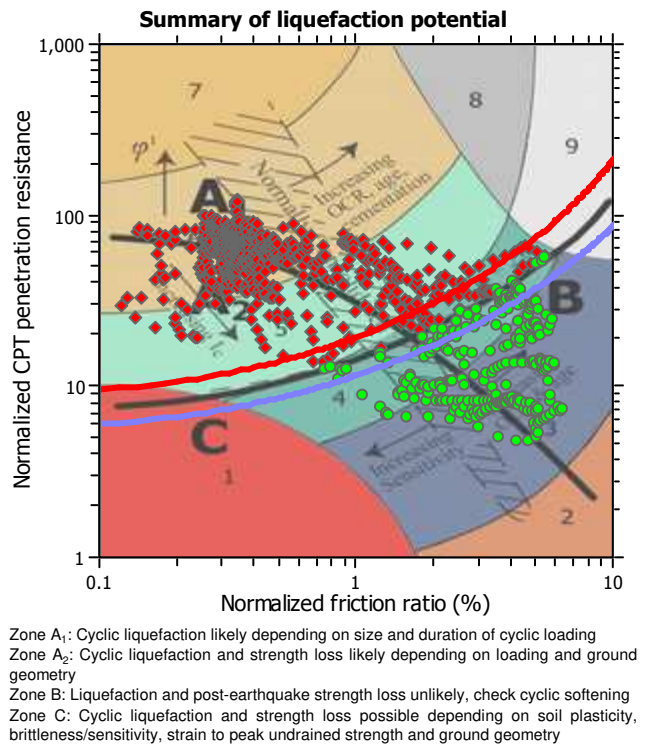 Summary of liquefaction potential
1,000
7
8
9
φ'
Increasing
OCR, age,
cementation
100
A
B
10
4
C
Increasing
Sensitivity
1
3
2
1
0.1
1
10
Normalized CPT penetration resistance
Normalized friction ratio (%)
Zone A₁: Cyclic liquefaction likely depending on size and duration of cyclic loading
Zone A₂: Cyclic liquefaction and strength loss likely depending on loading and ground
geometry
Zone B: Liquefaction and post-earthquake strength loss unlikely, check cyclic softening
Zone C: Cyclic liquefaction and strength loss possible depending on soil plasticity,
brittleness/sensitivity, strain to peak undrained strength and ground geometry